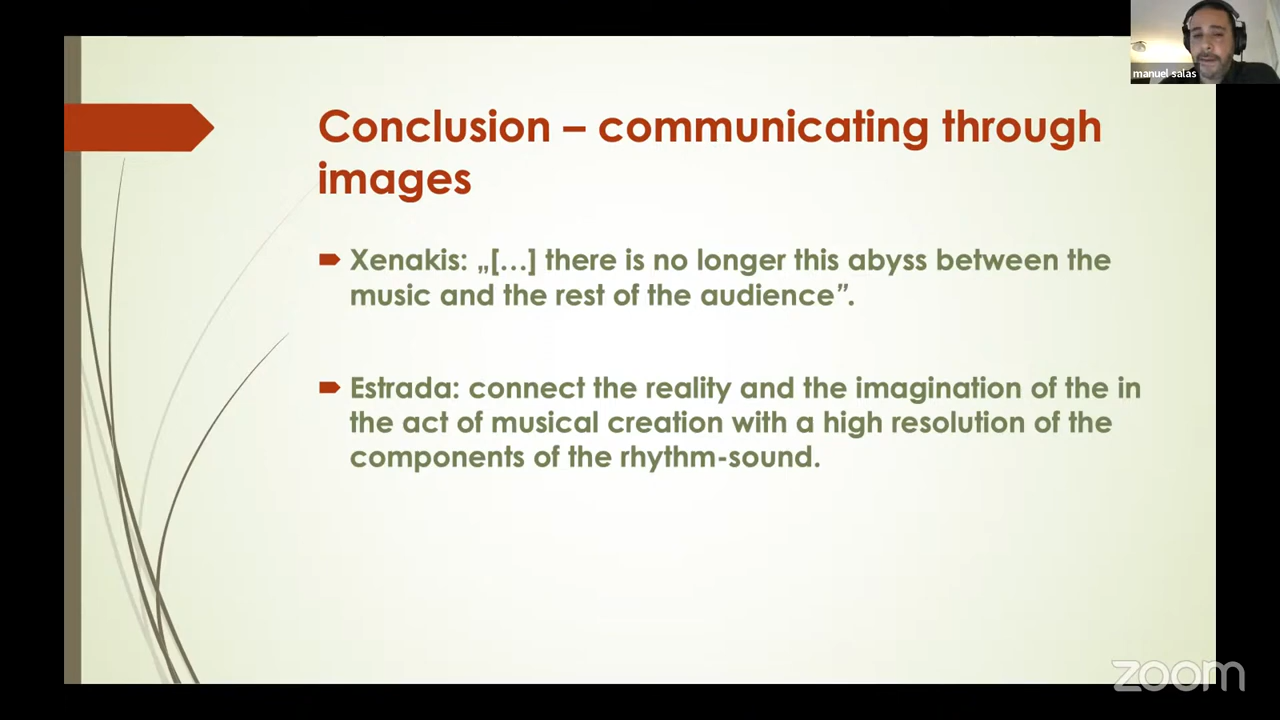 manuel salas
Conclusion – communicating through
images
Xenakis: „[…] there is no longer this abyss between the
music and the rest of the audience”.
Estrada: connect the reality and the imagination of the in
the act of musical creation with a high resolution of the
components of the rhythm-sound.
zoom